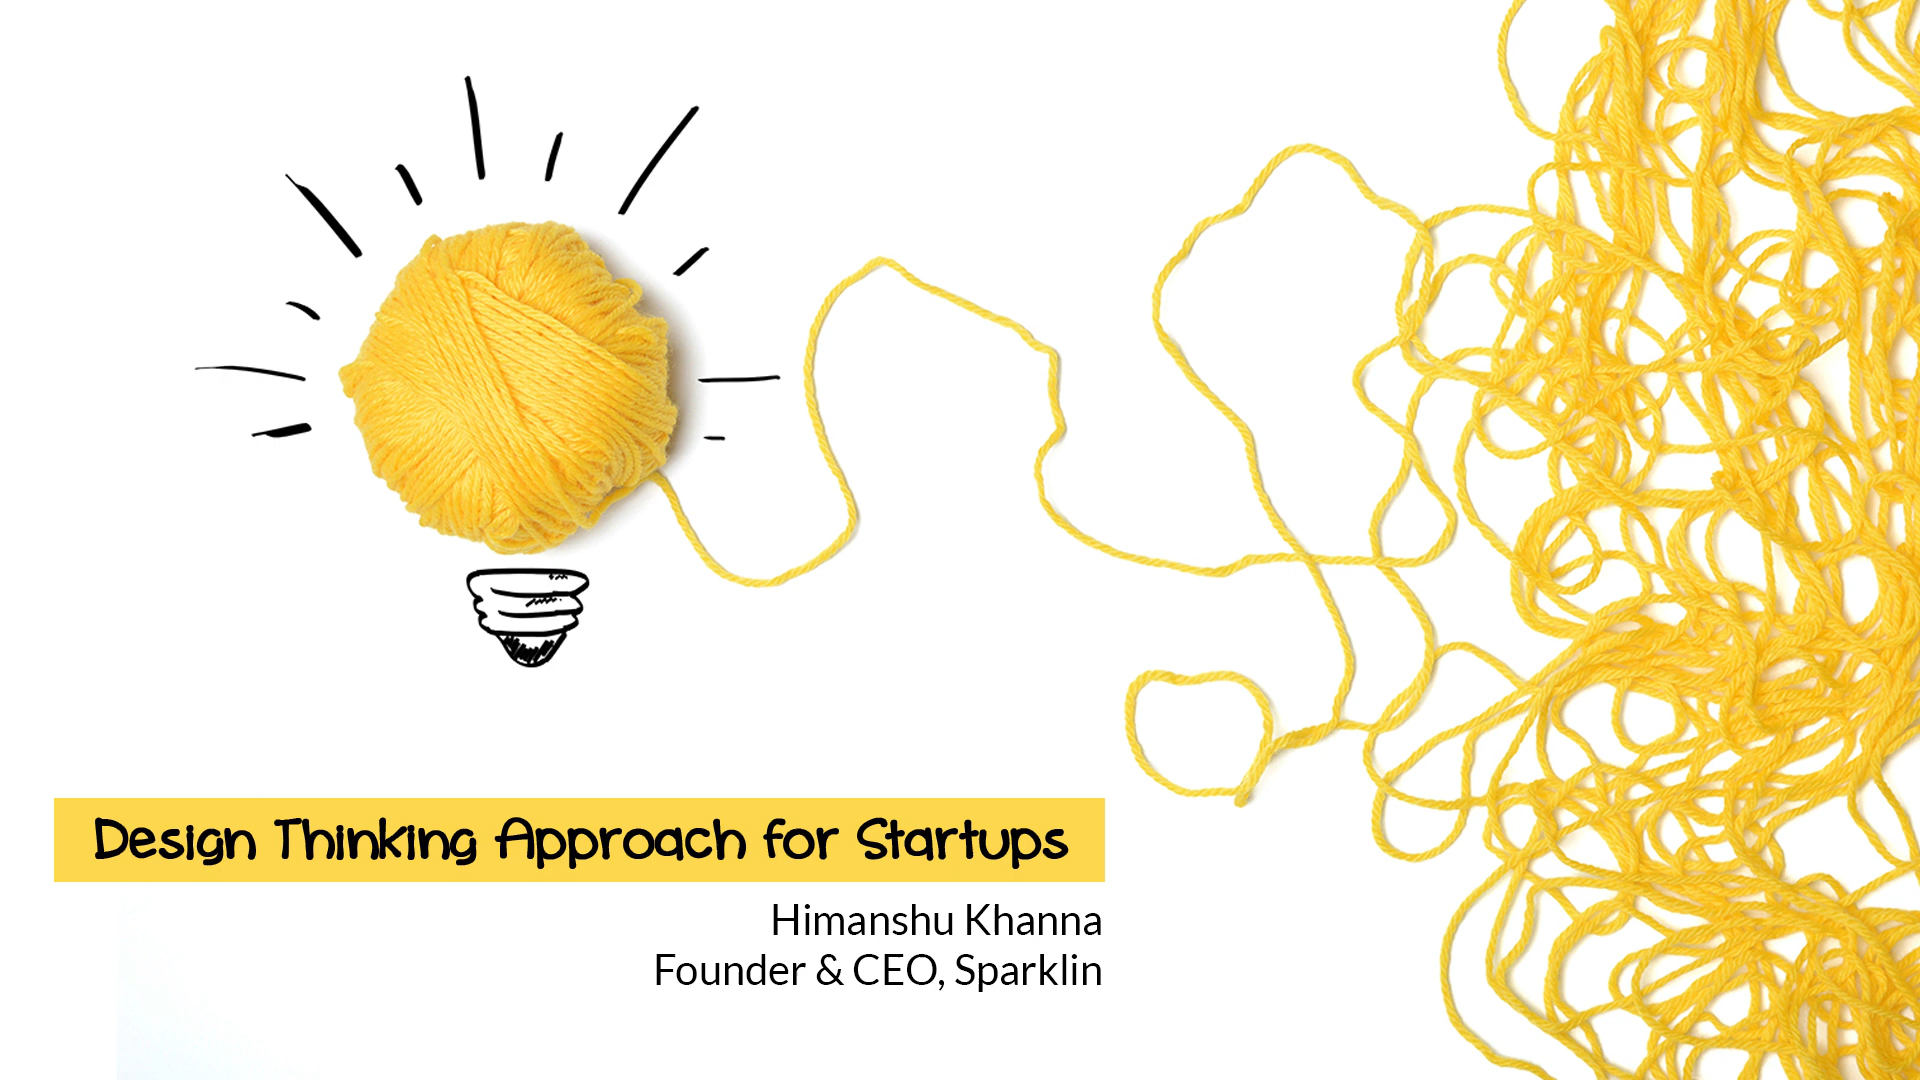 Design Thinking Approach for Startups
Himanshu Khanna
Founder & CEO, Sparklin